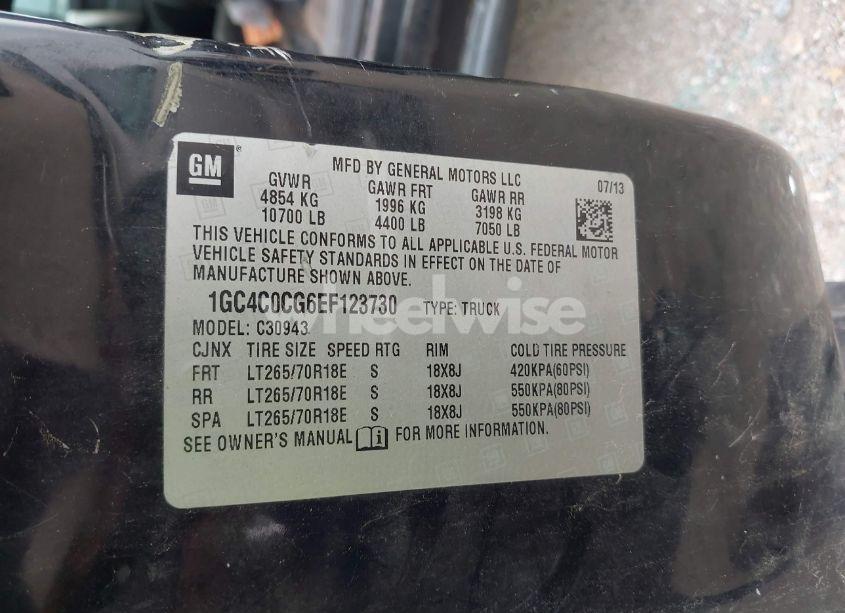 GM
MFD BY GENERAL MOTORS LLC
07/13
GVWR GAWR FRT GAWR RR
4854 KG 1996 KG 3198 KG
10700 LB 4400 LB 7050 LB
THIS VEHICLE CONFORMS TO ALL APPLICABLE U.S. FEDERAL MOTOR
VEHICLE SAFETY STANDARDS IN EFFECT ON THE DATE OF
MANUFACTURE SHOWN ABOVE.
1GC4C0CG6EF123730 TYPE: TRUCK
wheelwise
MODEL: C30943
CJNX TIRE SIZE SPEED RTG RIM COLD TIRE PRESSURE
FRT LT265/70R18E S 18X8J 420KPA(60PSI)
RR LT265/70R18E S 18X8J 550KPA(80PSI)
SPA LT265/70R18E S 18X8J 550KPA(80PSI)
SEE OWNER'S MANUAL i FOR MORE INFORMATION.